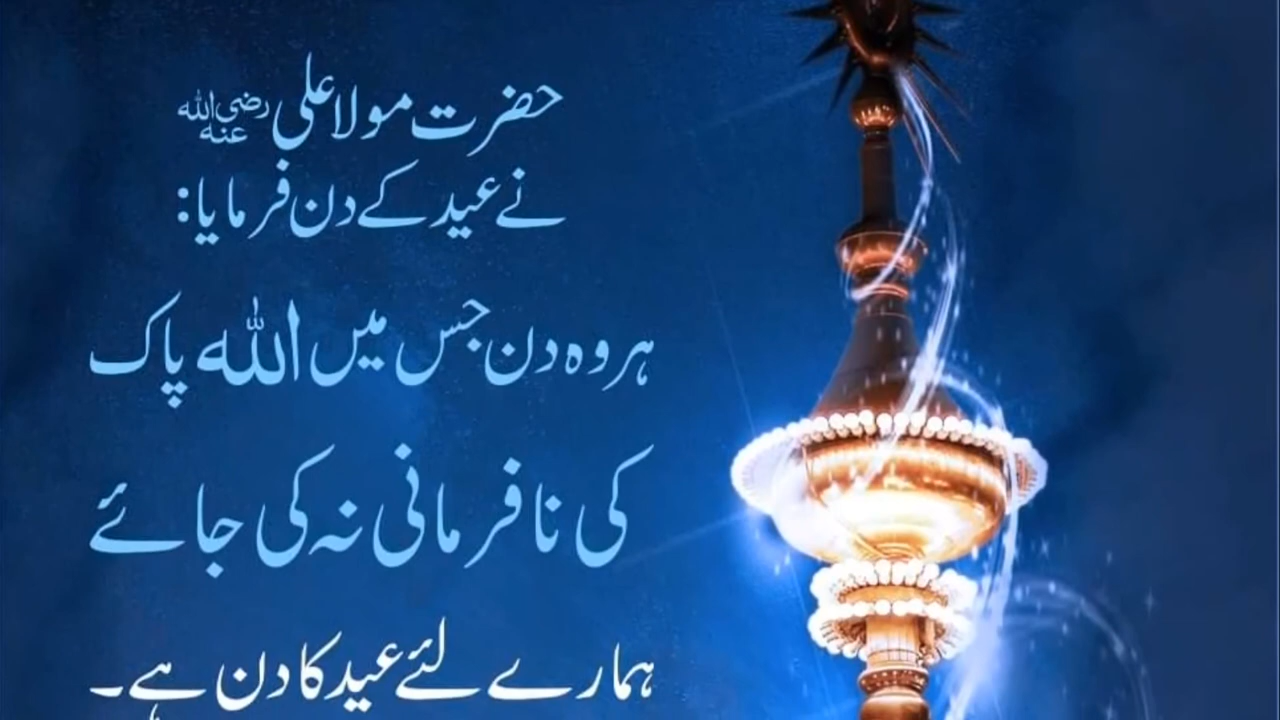 حضرت مولا علی رضی اللہ عنہ
نے عید کے دن فرمایا:
ہر وہ دن جس میں اللہ پاک
کی نافرمانی نہ کی جائے
ہمارے لئے عید کا دن ہے۔